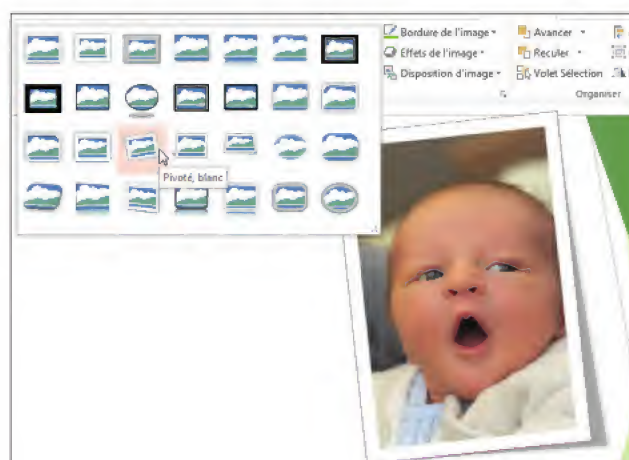 Bordure de l'image
Avancer
Effets de l'image
Reculer
Disposition d'image
Volet Sélection
Organiser
Pivoté, blanc